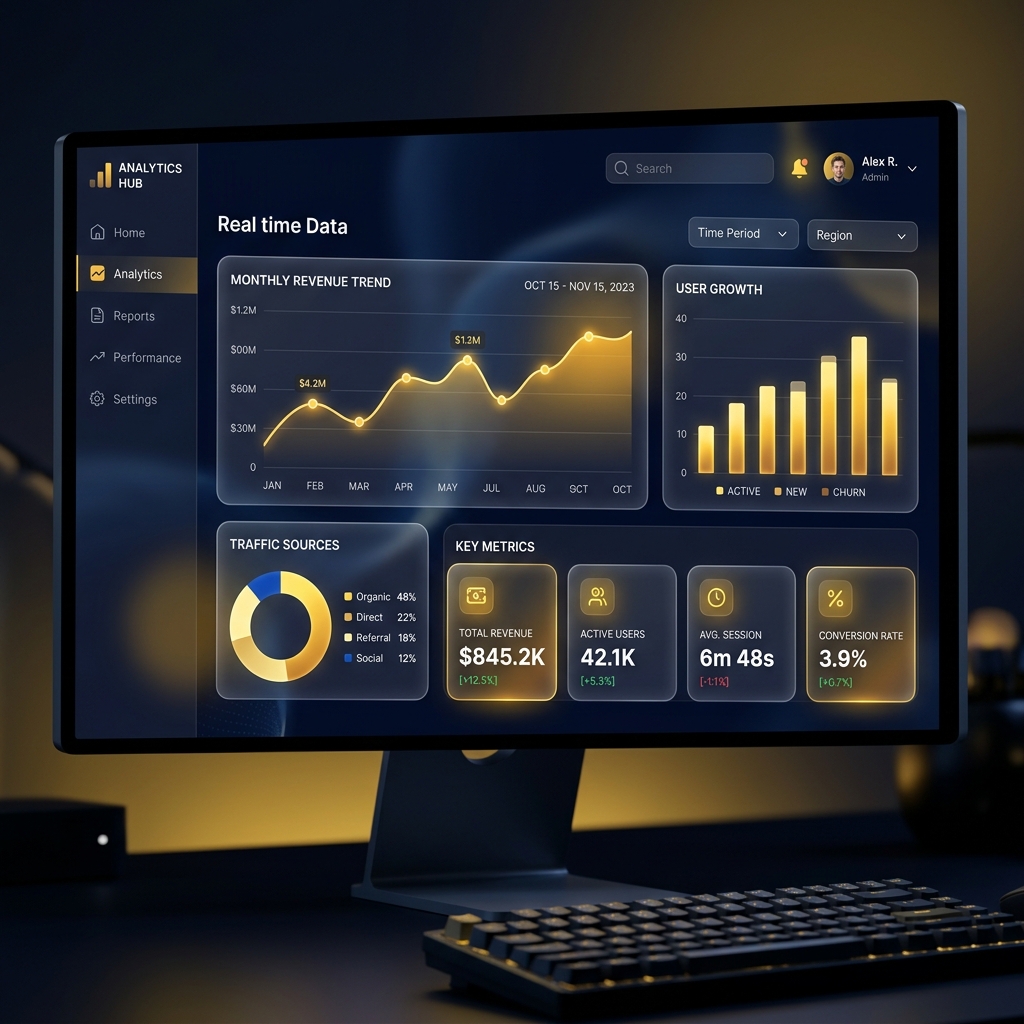 ANALYTICS
HUB
Search
Alex R.
Admin
Home
Analytics
Reports
Performance
Settings
Real time Data
Time Period
Region
MONTHLY REVENUE TREND
OCT 15 - NOV 15, 2023
$1.2M
$00M
$60M
$30M
0
$4.2M
$1.2M
JAN FEB MAR APR MAY JUL AUG SCT OCT
USER GROWTH
40
30
20
10
0
ACTIVE NEW CHURN
TRAFFIC SOURCES
Organic 48%
Direct 22%
Referral 18%
Social 12%
KEY METRICS
TOTAL REVENUE
$845.2K
ACTIVE USERS
42.1K
[+5.3%]
AVG. SESSION
6m 48s
[-1.1%]
CONVERSION RATE
3.9%
[+0.7%]